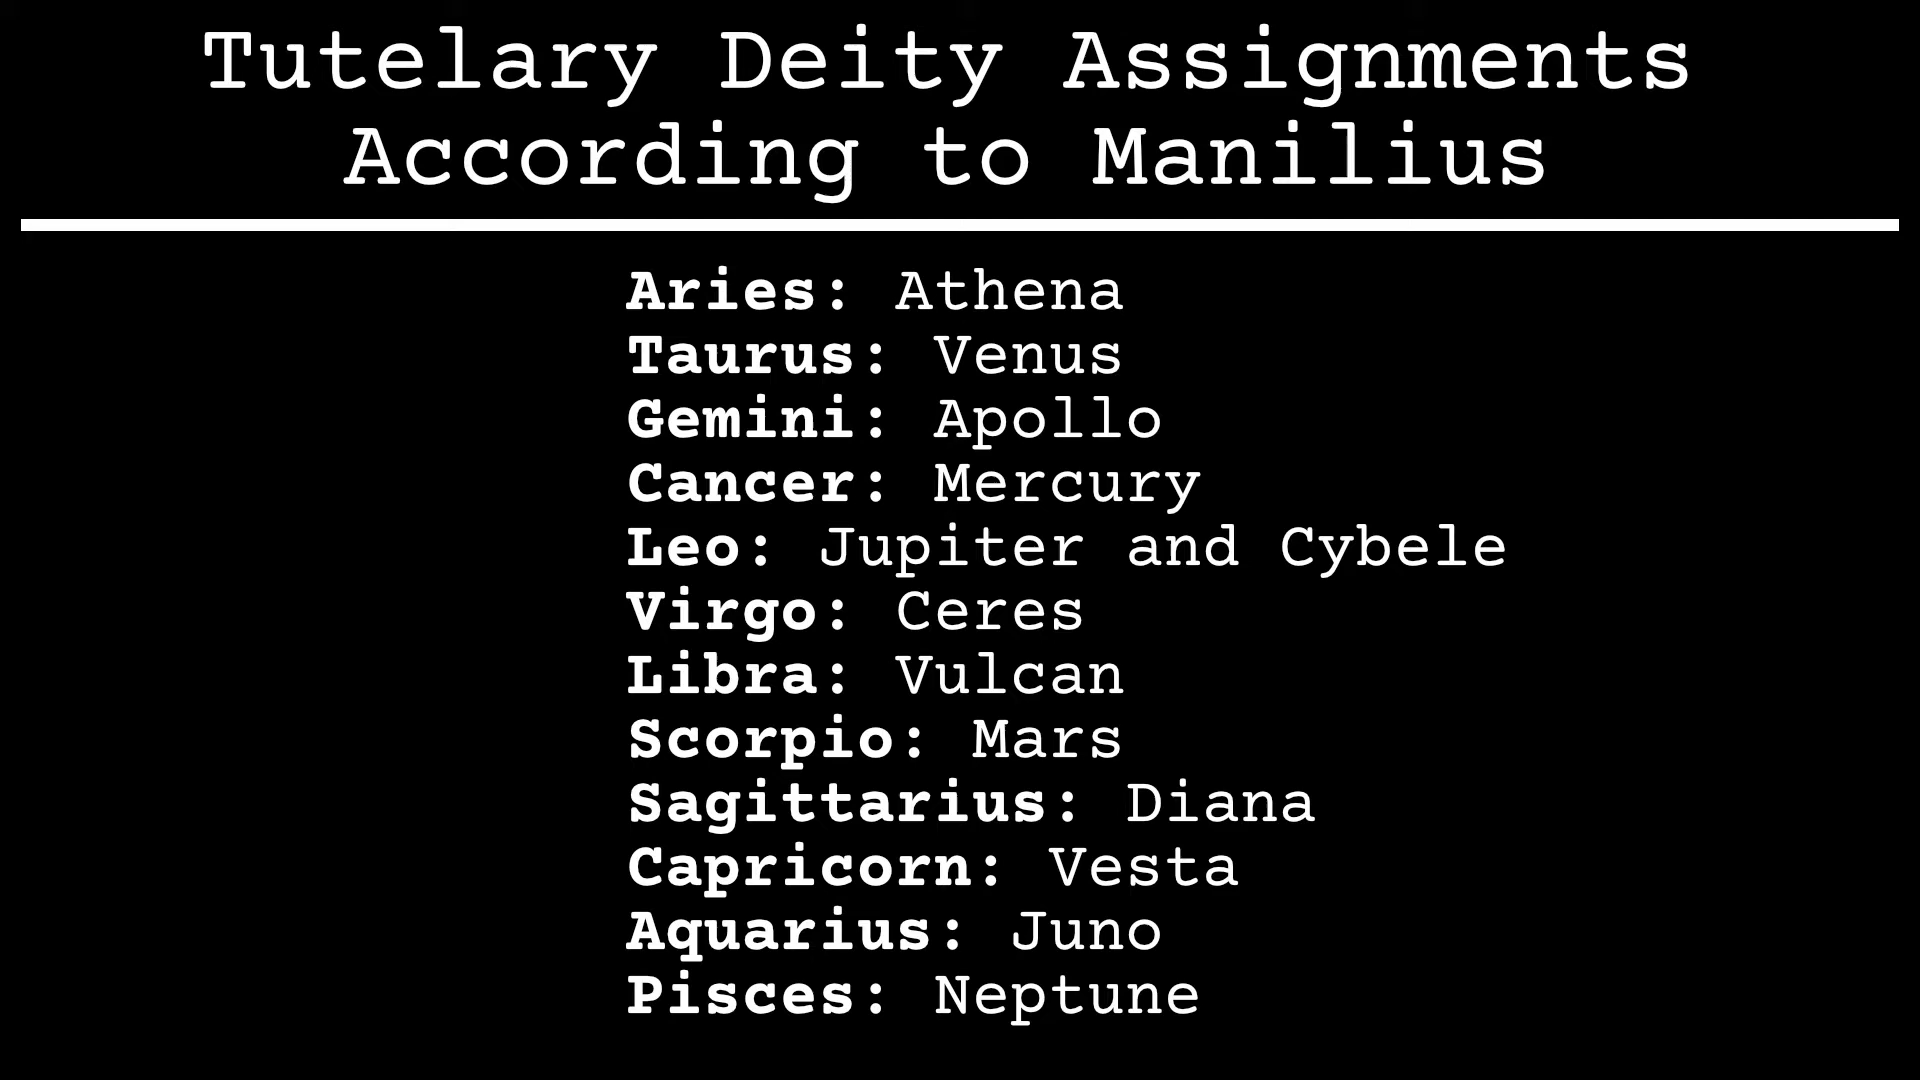 Tutelary Deity Assignments
According to Manilius
Aries: Athena
Taurus: Venus
Gemini: Apollo
Cancer: Mercury
Leo: Jupiter and Cybele
Virgo: Ceres
Libra: Vulcan
Scorpio: Mars
Sagittarius: Diana
Capricorn: Vesta
Aquarius: Juno
Pisces: Neptune